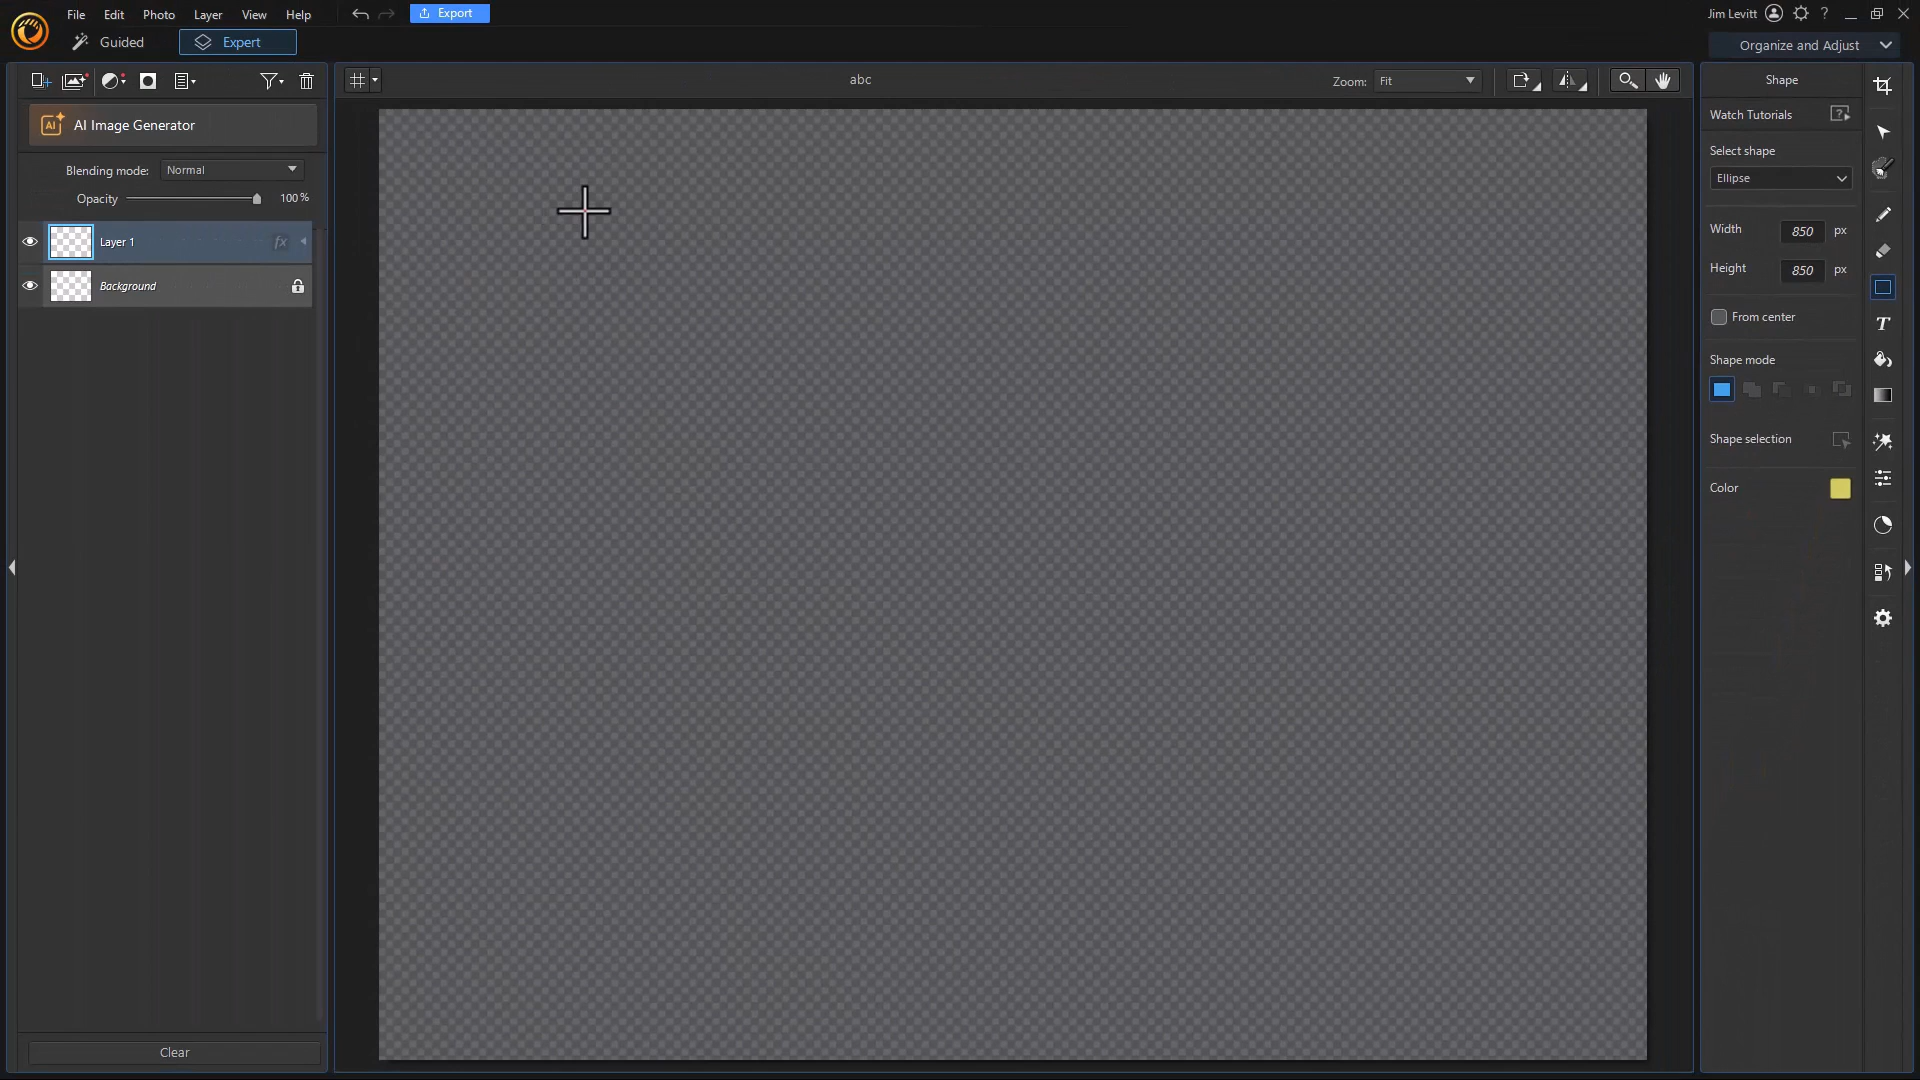 File Edit Photo Layer View Help Export
Jim Levitt ?
Guided Expert
Organize and Adjust
abc
Zoom: Fit
Shape
AI Image Generator
Watch Tutorials
Blending mode: Normal
Select shape
Ellipse
Opacity 100 %
Width 850 px
Layer 1 fx
Height 850 px
Background
From center
Shape mode
Shape selection
Color
Clear